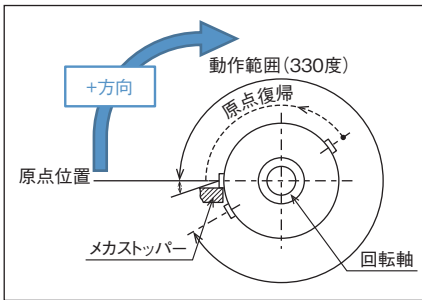 +方向
動作範囲(330度)
原点復帰
原点位置
メカストッパー
回転軸